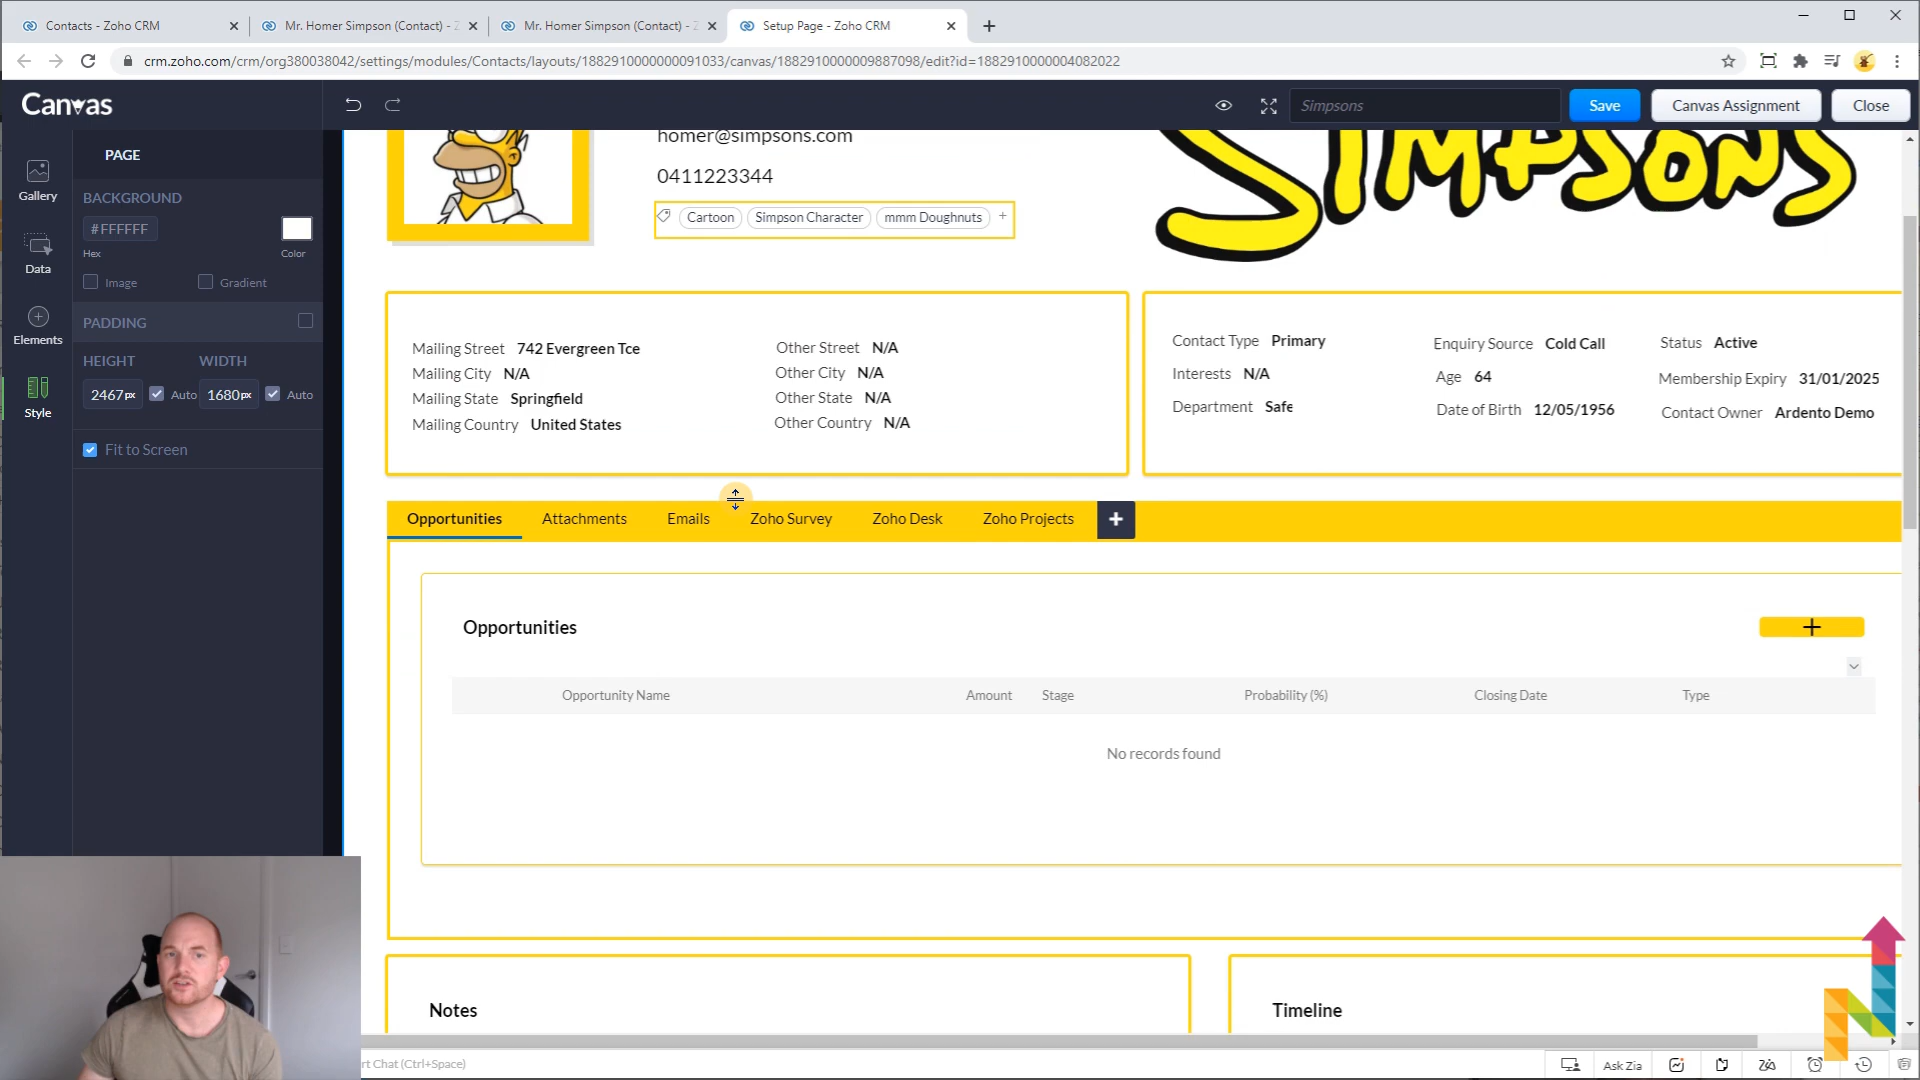 Contacts - Zoho CRM
Mr. Homer Simpson (Contact) - Z
Mr. Homer Simpson (Contact) - Z
Setup Page - Zoho CRM
crm.zoho.com/crm/org380038042/settings/modules/Contacts/layouts/1882910000000091033/canvas/1882910000009887098/edit?id=1882910000004082022
Canvas
Simpsons
Save
Canvas Assignment
Close
PAGE
BACKGROUND
#FFFFFF
Hex
Color
Image
Gradient
PADDING
HEIGHT
WIDTH
2467px
Auto
1680px
Auto
Fit to Screen
Gallery
Data
Elements
Style
homer@simpsons.com
0411223344
Cartoon
Simpson Character
mmm Doughnuts
+
SIMPSONS
Mailing Street 742 Evergreen Tce
Mailing City N/A
Mailing State Springfield
Mailing Country United States
Other Street N/A
Other City N/A
Other State N/A
Other Country N/A
Contact Type Primary
Interests N/A
Department Safe
Enquiry Source Cold Call
Age 64
Date of Birth 12/05/1956
Status Active
Membership Expiry 31/01/2025
Contact Owner Ardento Demo
Opportunities
Attachments
Emails
Zoho Survey
Zoho Desk
Zoho Projects
+
Opportunities
+
Opportunity Name
Amount
Stage
Probability (%)
Closing Date
Type
No records found
Notes
Timeline
rt Chat (Ctrl+Space)
Ask Zia